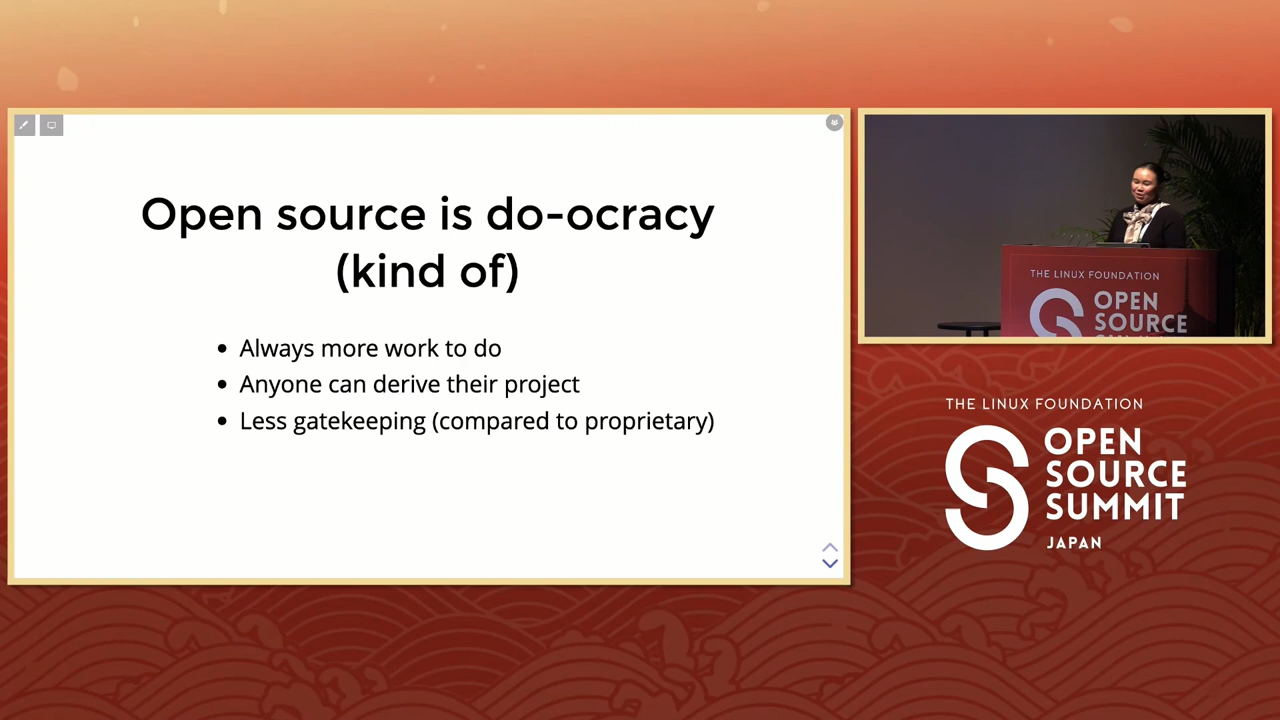 Open source is do-ocracy
(kind of)
Always more work to do
Anyone can derive their project
Less gatekeeping (compared to proprietary)
THE LINUX FOUNDATION
OPEN
SOURCE
THE LINUX FOUNDATION
OPEN
SOURCE
SUMMIT
JAPAN